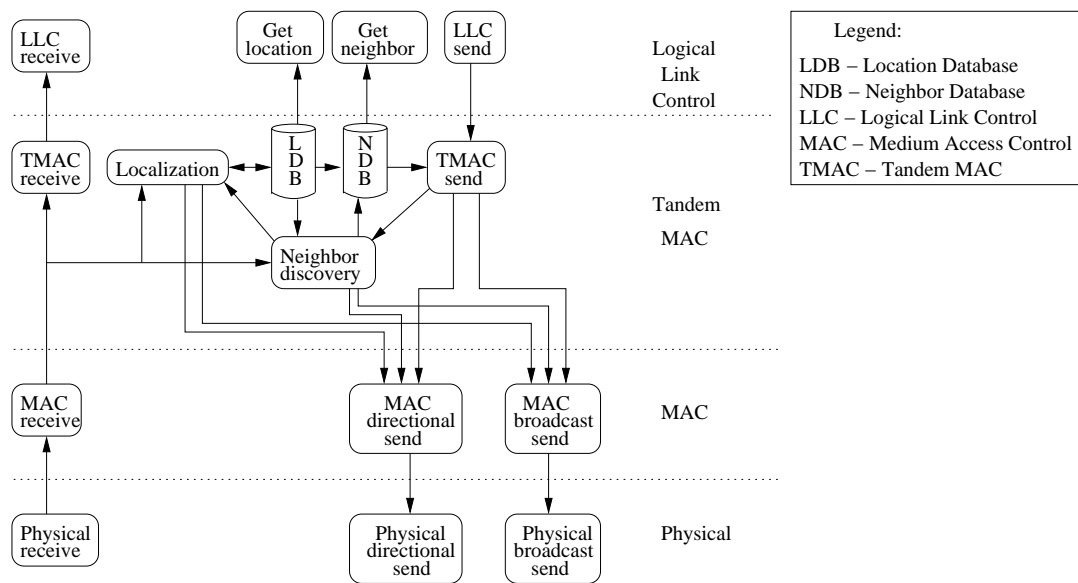 LLC
receive
Get
location
Get
neighbor
LLC
send
Logical
Link
Control
Legend:
LDB – Location Database
NDB – Neighbor Database
LLC – Logical Link Control
MAC – Medium Access Control
TMAC – Tandem MAC
TMAC
receive
Localization
L
D
B
N
D
B
TMAC
send
Tandem
MAC
Neighbor
discovery
MAC
receive
MAC
directional
send
MAC
broadcast
send
MAC
Physical
receive
Physical
directional
send
Physical
broadcast
send
Physical